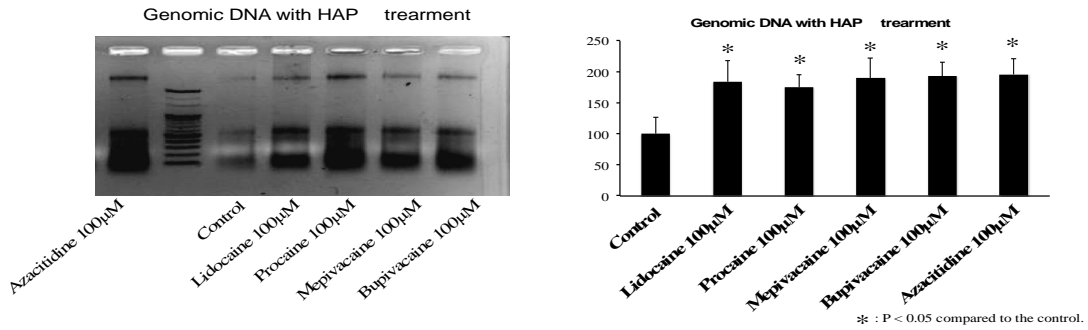 Genomic DNA with HAP trearment
Azacitidine 100μM
Control
Lidocaine 100μM
Procaine 100μM
Mepivacaine 100μM
Bupivacaine 100μM
Genomic DNA with HAP trearment
250
200
150
100
50
0
Control
Lidocaine 100μM
Procaine 100μM
Mepivacaine 100μM
Bupivacaine 100μM
Azacitidine 100μM
* * * * *
* : P < 0.05 compared to the control.